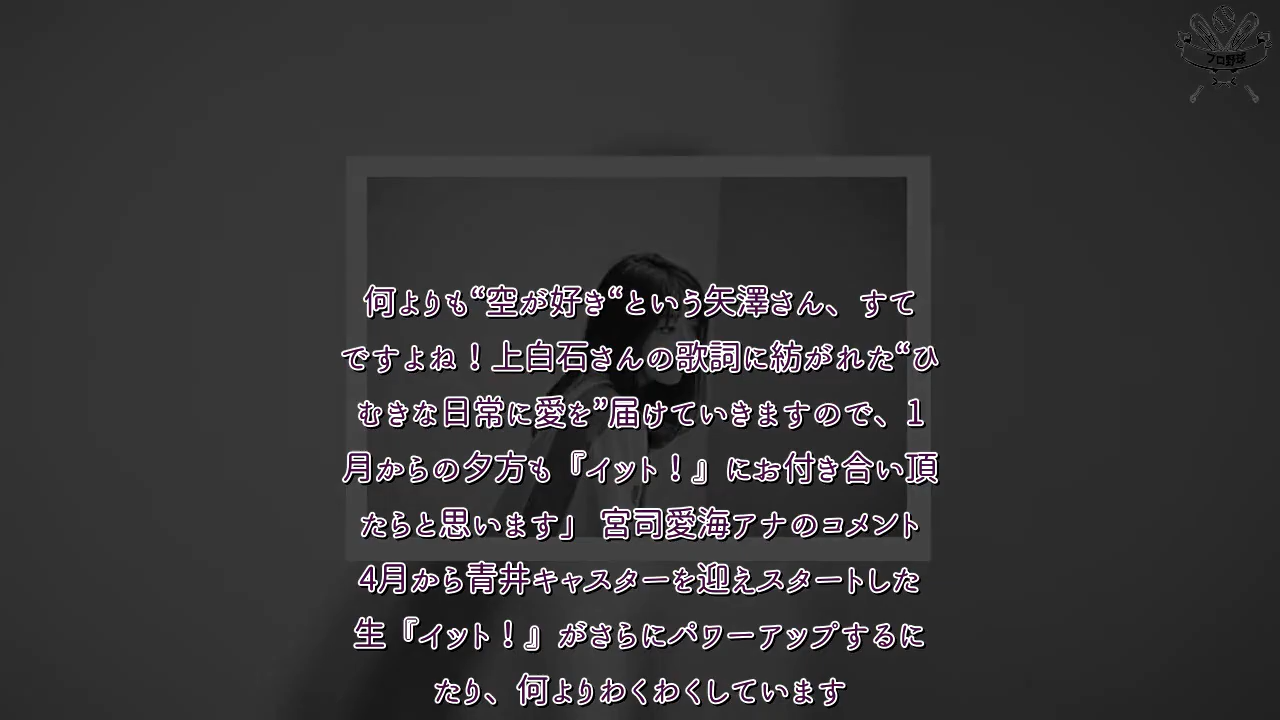 プロ野球
何よりも“空が好き“という矢澤さん、すて
ですよね！上白石さんの歌詞に紡がれた“ひ
むきな日常に愛を”届けていきますので、1
月からの夕方も『イット！』にお付き合い頂
たらと思います」 宮司愛海アナのコメント
4月から青井キャスターを迎えスタートした
生『イット！』がさらにパワーアップするに
たり、何よりわくわくしています